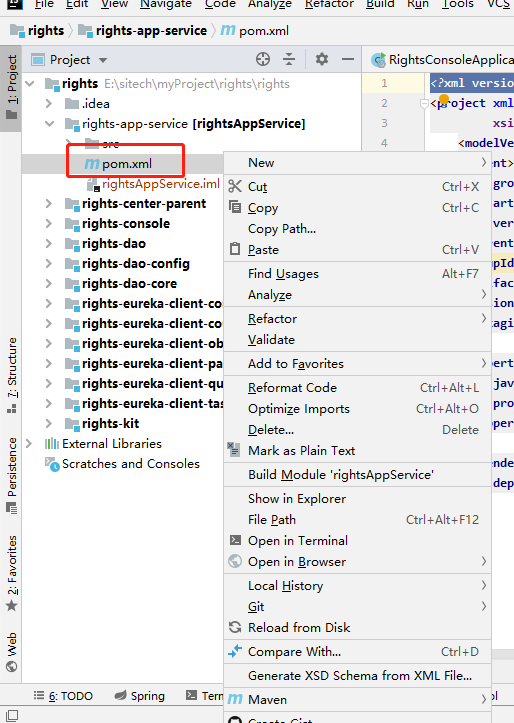 File Edit View Navigate Code Analyze Refactor Build Run Tools VCS
rights rights-app-service pom.xml
1: Project
Project
RightsConsoleApplica
rights E:\sitech\myProject\rights\rights
.idea
rights-app-service [rightsAppService]
src
pom.xml
rightsAppService.iml
rights-center-parent
rights-console
rights-dao
rights-dao-config
rights-dao-core
rights-eureka-client-co
rights-eureka-client-co
rights-eureka-client-ob
rights-eureka-client-pa
rights-eureka-client-qu
rights-eureka-client-tas
rights-kit
External Libraries
Scratches and Consoles
7: Structure
Persistence
2: Favorites
Web
1 <?xml versio
2 <project xml
3 xsi
4 <modelVe
ent>
grou
art
ver
ent
pId
ifac
ion
tagi
pert
jav
pro
oper
ende
dep
New
Cut Ctrl+X
Copy Ctrl+C
Copy Path...
Paste Ctrl+V
Find Usages Alt+F7
Analyze
Refactor
Validate
Add to Favorites
Reformat Code Ctrl+Alt+L
Optimize Imports Ctrl+Alt+O
Delete... Delete
Mark as Plain Text
Build Module 'rightsAppService'
Show in Explorer
File Path Ctrl+Alt+F12
Open in Terminal
Open in Browser
Local History
Git
Reload from Disk
Compare With... Ctrl+D
Generate XSD Schema from XML File...
Maven
Create Gist
6: TODO Spring Term